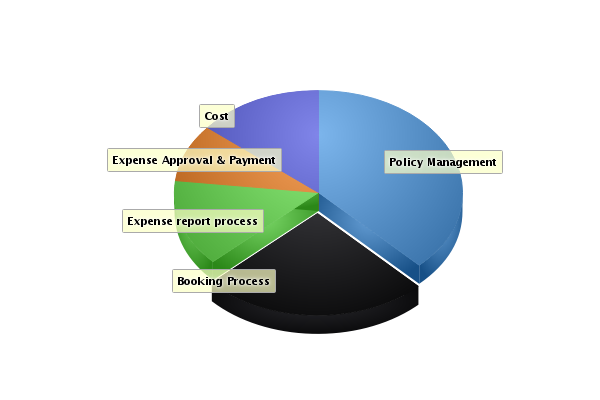 Cost
Expense Approval & Payment
Policy Management
Expense report process
Booking Process